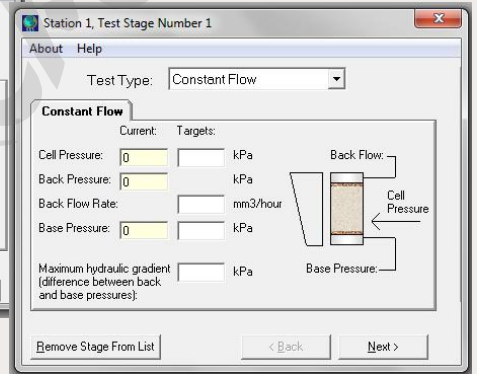 Station 1, Test Stage Number 1
About Help
Test Type: Constant Flow
Constant Flow
Current: Targets:
Cell Pressure: 0 kPa
Back Pressure: 0 kPa
Back Flow Rate: mm3/hour
Base Pressure: 0 kPa
Maximum hydraulic gradient
(difference between back
and base pressures): kPa
Back Flow:
Cell
Pressure
Base Pressure:
Remove Stage From List < Back Next >